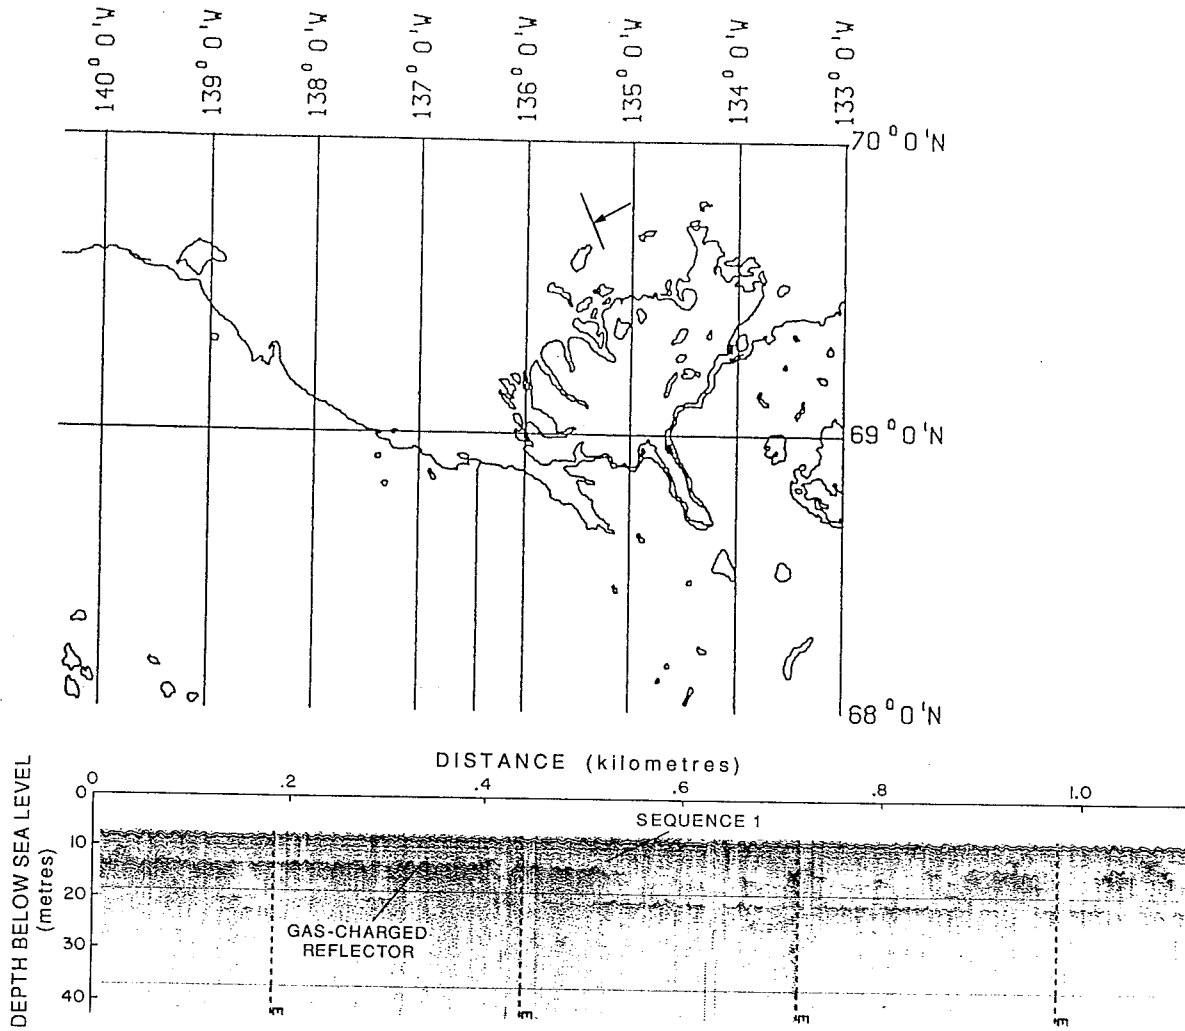 140°0'W
139°0'W
138°0'W
137°0'W
136°0'W
135°0'W
134°0'W
133°0'W
70°0'N
69°0'N
68°0'N
DISTANCE (kilometres)
0
.2
.4
.6
.8
1.0
DEPTH BELOW SEA LEVEL
(metres)
0
10
20
30
40
SEQUENCE 1
GAS-CHARGED
REFLECTOR
E
E
E
E